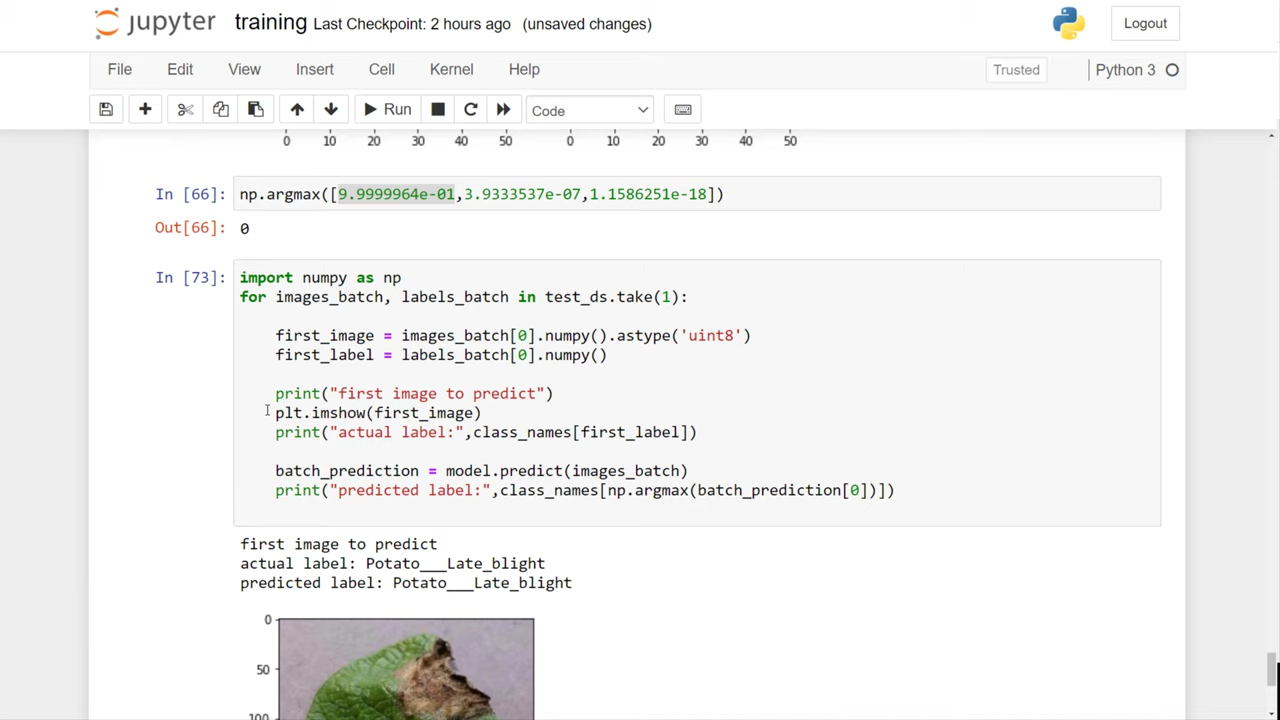 jupyter training Last Checkpoint: 2 hours ago (unsaved changes) Logout
File Edit View Insert Cell Kernel Help Trusted Python 3
Run Code
0 10 20 30 40 50 0 10 20 30 40 50
In [66]: np.argmax([9.9999964e-01,3.9333537e-07,1.1586251e-18])
Out[66]: 0
In [73]: import numpy as np
for images_batch, labels_batch in test_ds.take(1):
first_image = images_batch[0].numpy().astype('uint8')
first_label = labels_batch[0].numpy()
print("first image to predict")
plt.imshow(first_image)
print("actual label:",class_names[first_label])
batch_prediction = model.predict(images_batch)
print("predicted label:",class_names[np.argmax(batch_prediction[0])])
first image to predict
actual label: Potato___Late_blight
predicted label: Potato___Late_blight
0
50
100